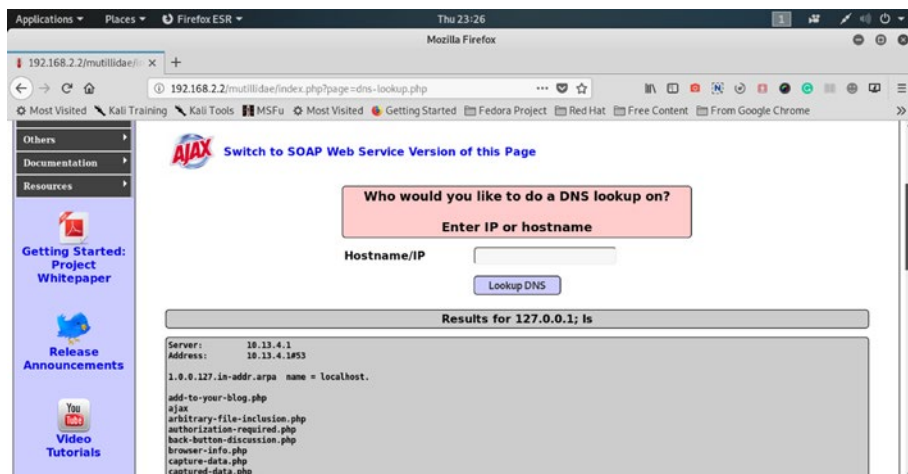 Applications Places Firefox ESR Thu 23:26 1
Mozilla Firefox
192.168.2.2/mutillidae/
192.168.2.2/mutillidae/index.php?page=dns-lookup.php
Most Visited Kali Training Kali Tools MSFu Most Visited Getting Started Fedora Project Red Hat Free Content From Google Chrome
Others
Documentation
Resources
Getting Started:
Project
Whitepaper
Release
Announcements
You
Tube
Video
Tutorials
AJAX
Switch to SOAP Web Service Version of this Page
Who would you like to do a DNS lookup on?
Enter IP or hostname
Hostname/IP
Lookup DNS
Results for 127.0.0.1; ls
Server: 10.13.4.1
Address: 10.13.4.1#53
1.0.0.127.in-addr.arpa name = localhost.
add-to-your-blog.php
ajax
arbitrary-file-inclusion.php
authorization-required.php
back-button-discussion.php
browser-info.php
capture-data.php
captured-data.php